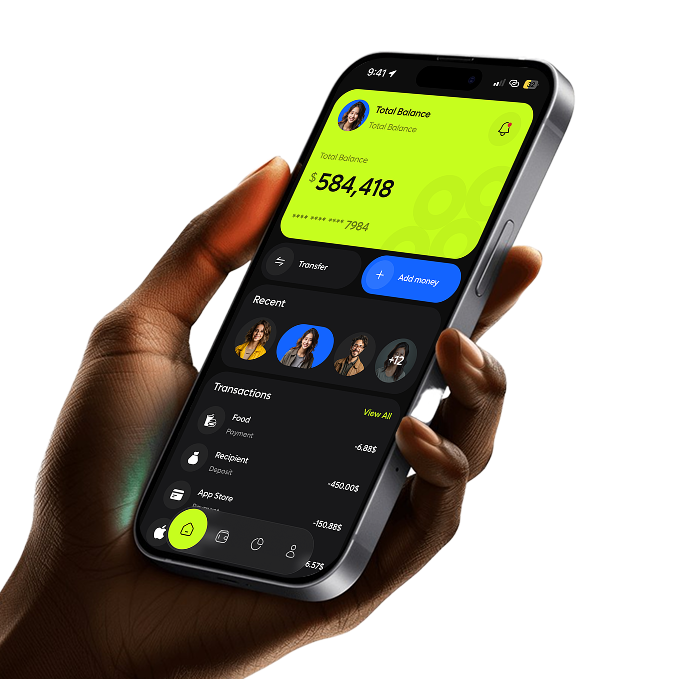 9:41
Total Balance
Total Balance
Total Balance
$584,418
**** **** **** 7984
Transfer
Add money
Recent
+12
Transactions
View All
Food
Payment
-6.88$
Recipient
Deposit
-450.00$
App Store
Payment
-150.88$
6.57$